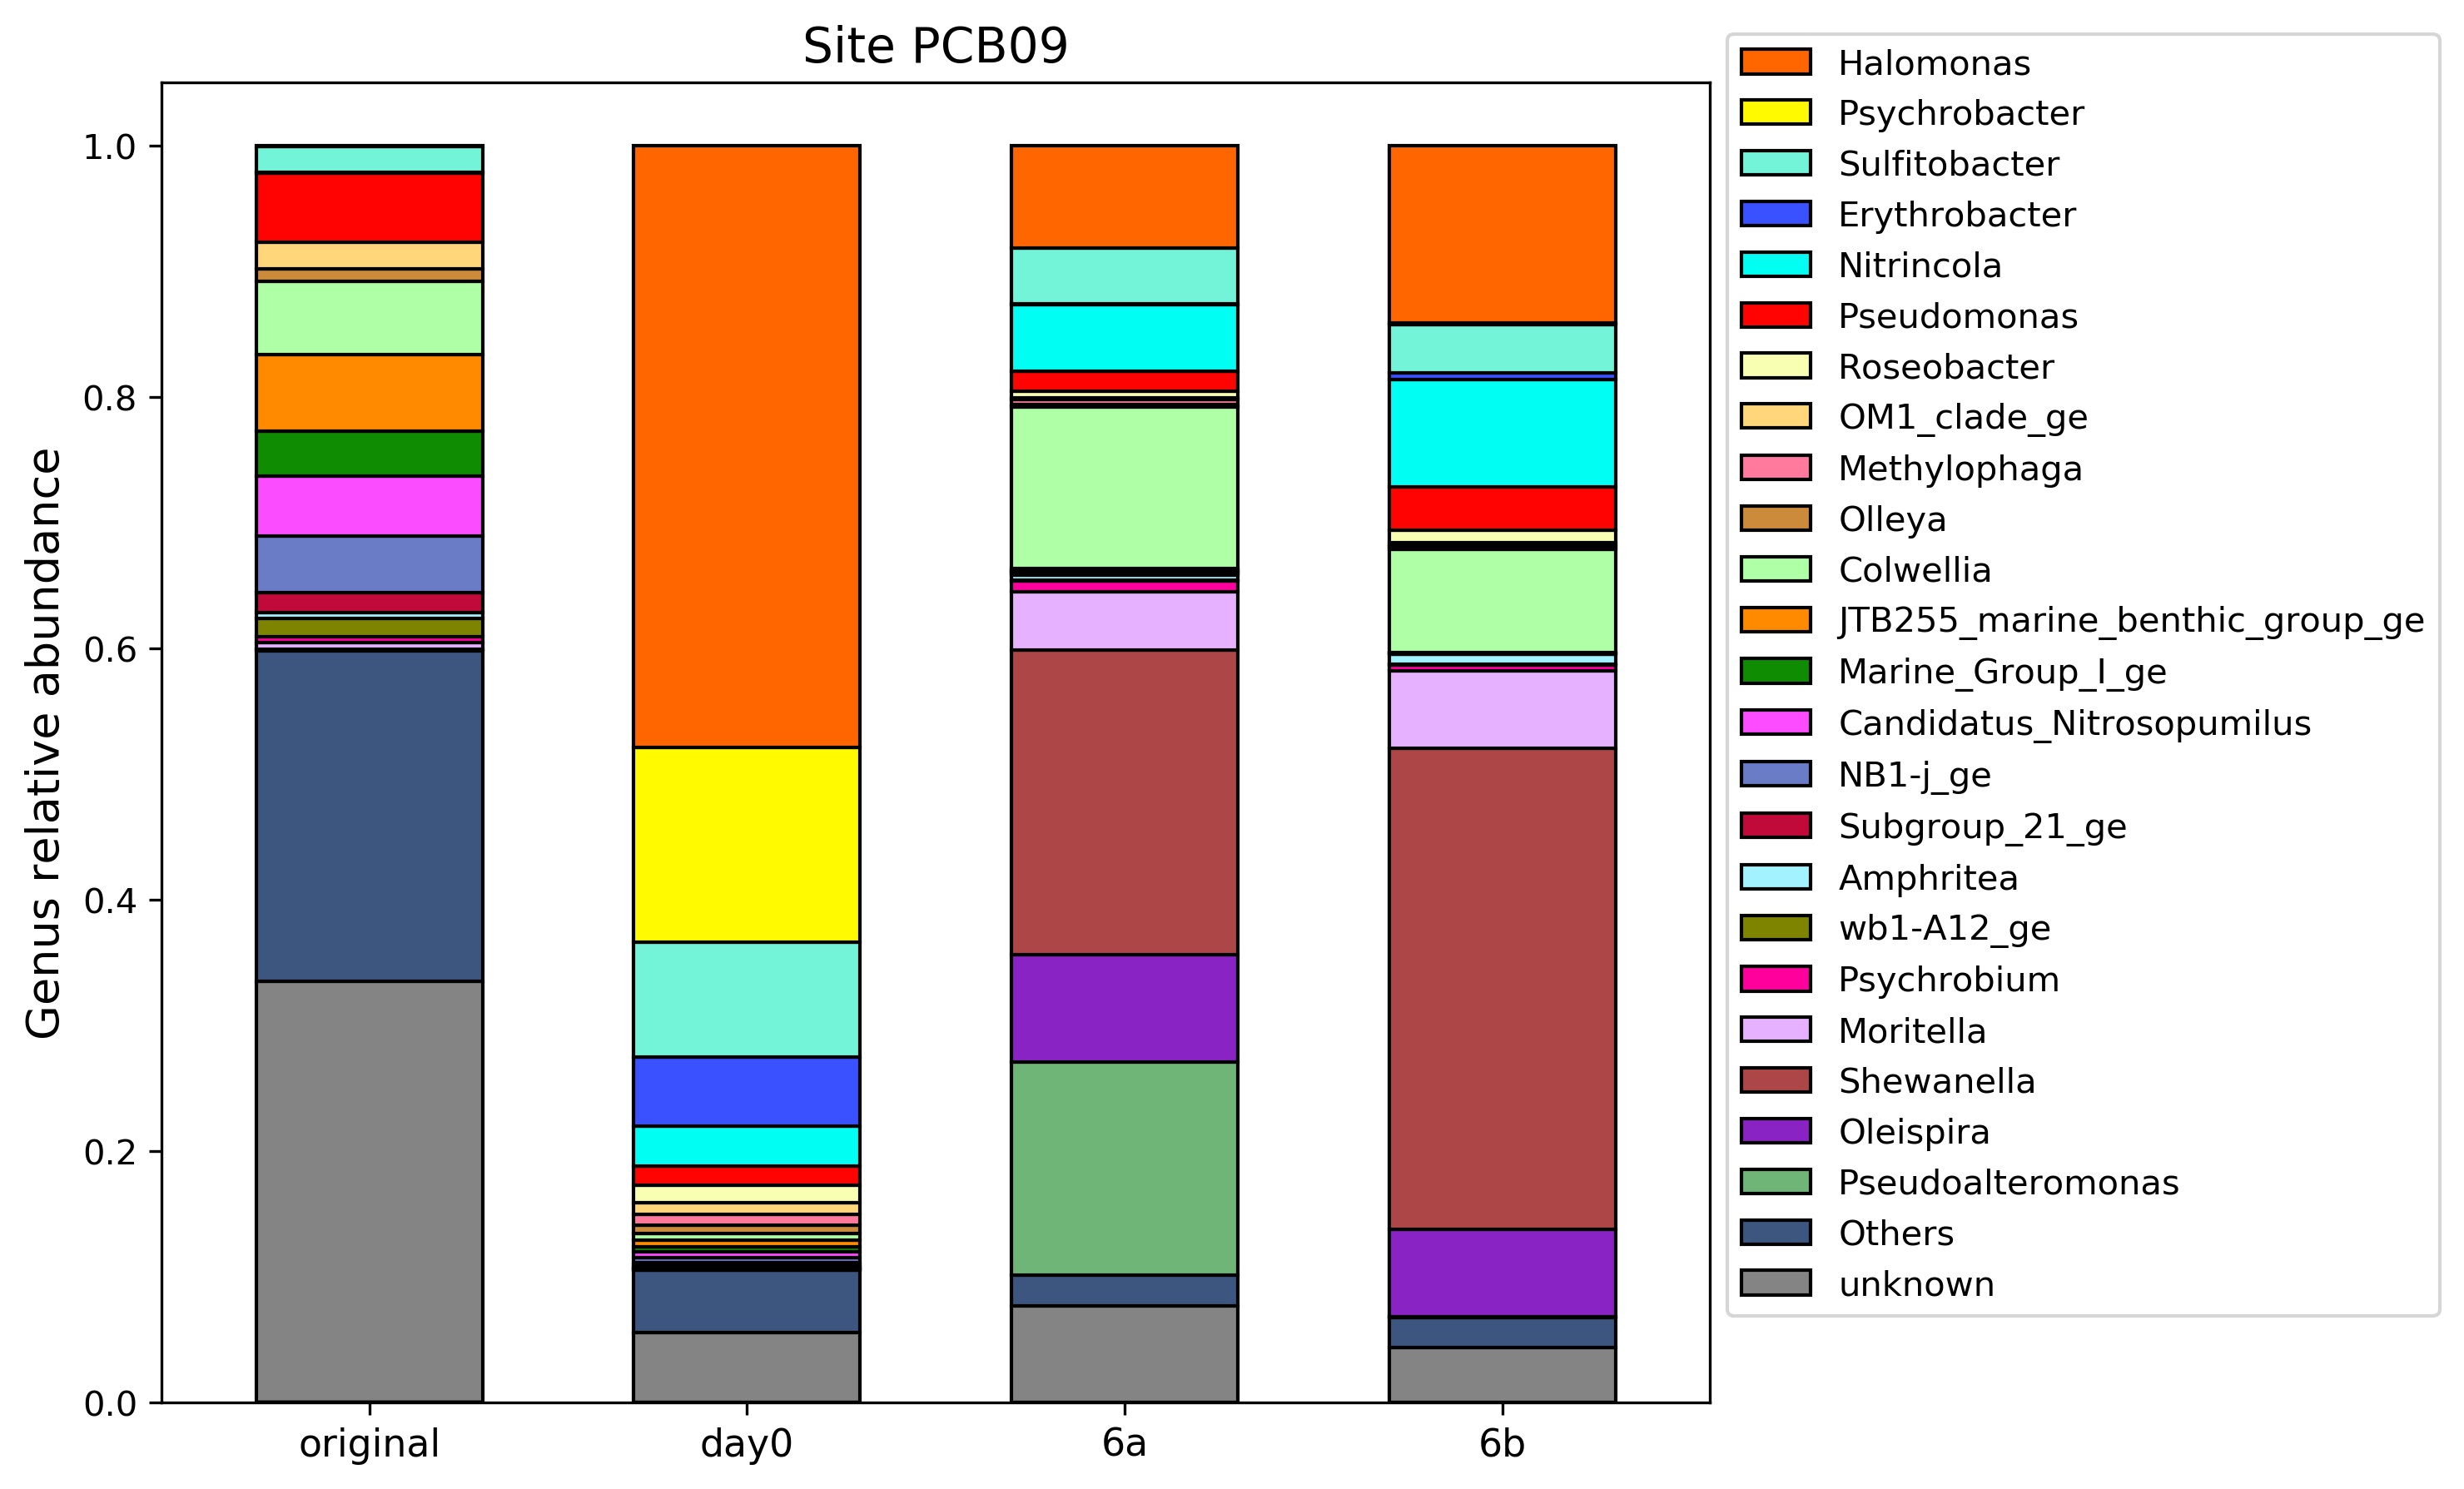 Site PCB09
Genus relative abundance
1.0
0.8
0.6
0.4
0.2
0.0
original
day0
6a
6b
Halomonas
Psychrobacter
Sulfitobacter
Erythrobacter
Nitrincola
Pseudomonas
Roseobacter
OM1_clade_ge
Methylophaga
Olleya
Colwellia
JTB255_marine_benthic_group_ge
Marine_Group_I_ge
Candidatus_Nitrosopumilus
NB1-j_ge
Subgroup_21_ge
Amphritea
wb1-A12_ge
Psychrobium
Moritella
Shewanella
Oleispira
Pseudoalteromonas
Others
unknown